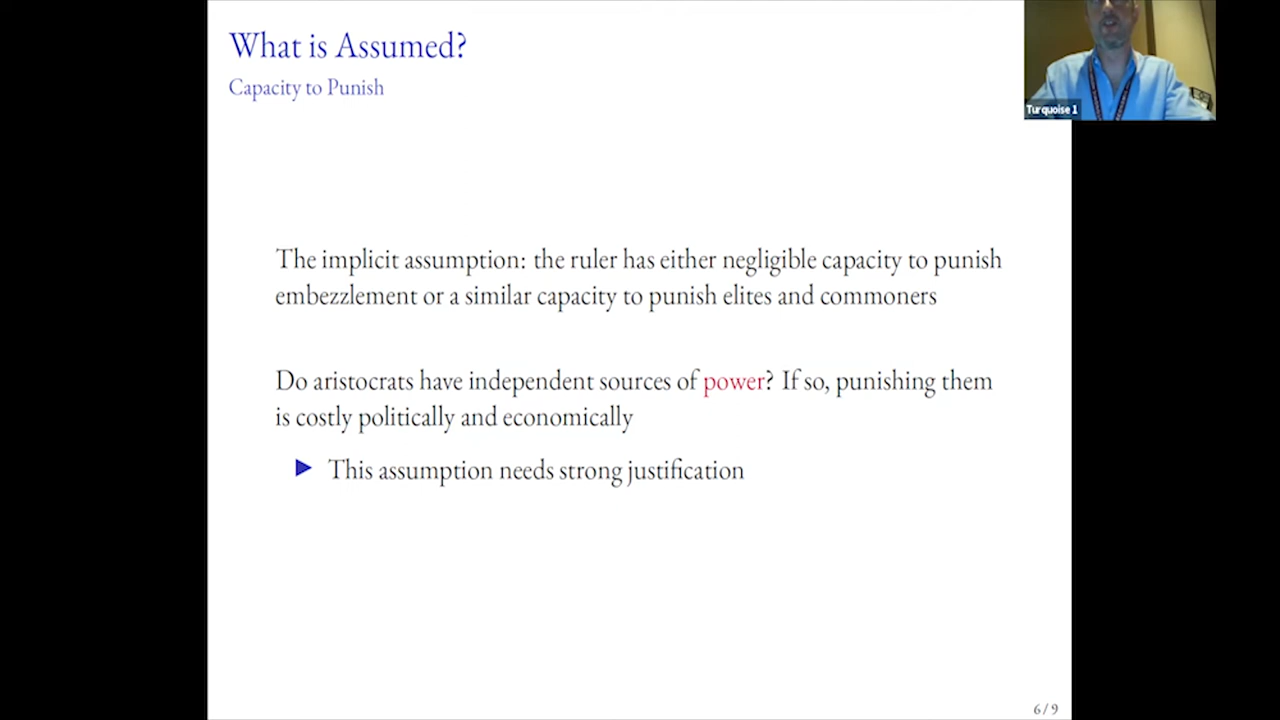 What is Assumed?
Capacity to Punish
Turquoise 1
The implicit assumption: the ruler has either negligible capacity to punish
embezzlement or a similar capacity to punish elites and commoners
Do aristocrats have independent sources of power? If so, punishing them
is costly politically and economically
This assumption needs strong justification
6 / 9